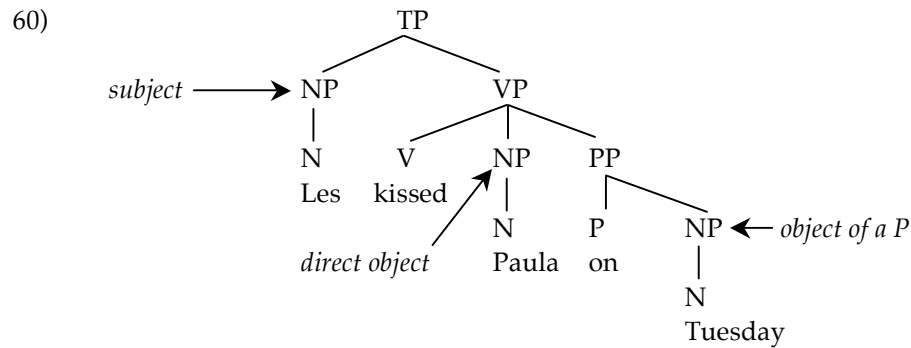 60) TP
subject NP VP
N V NP PP
Les kissed
N P NP object of a P
direct object Paula on
N
Tuesday